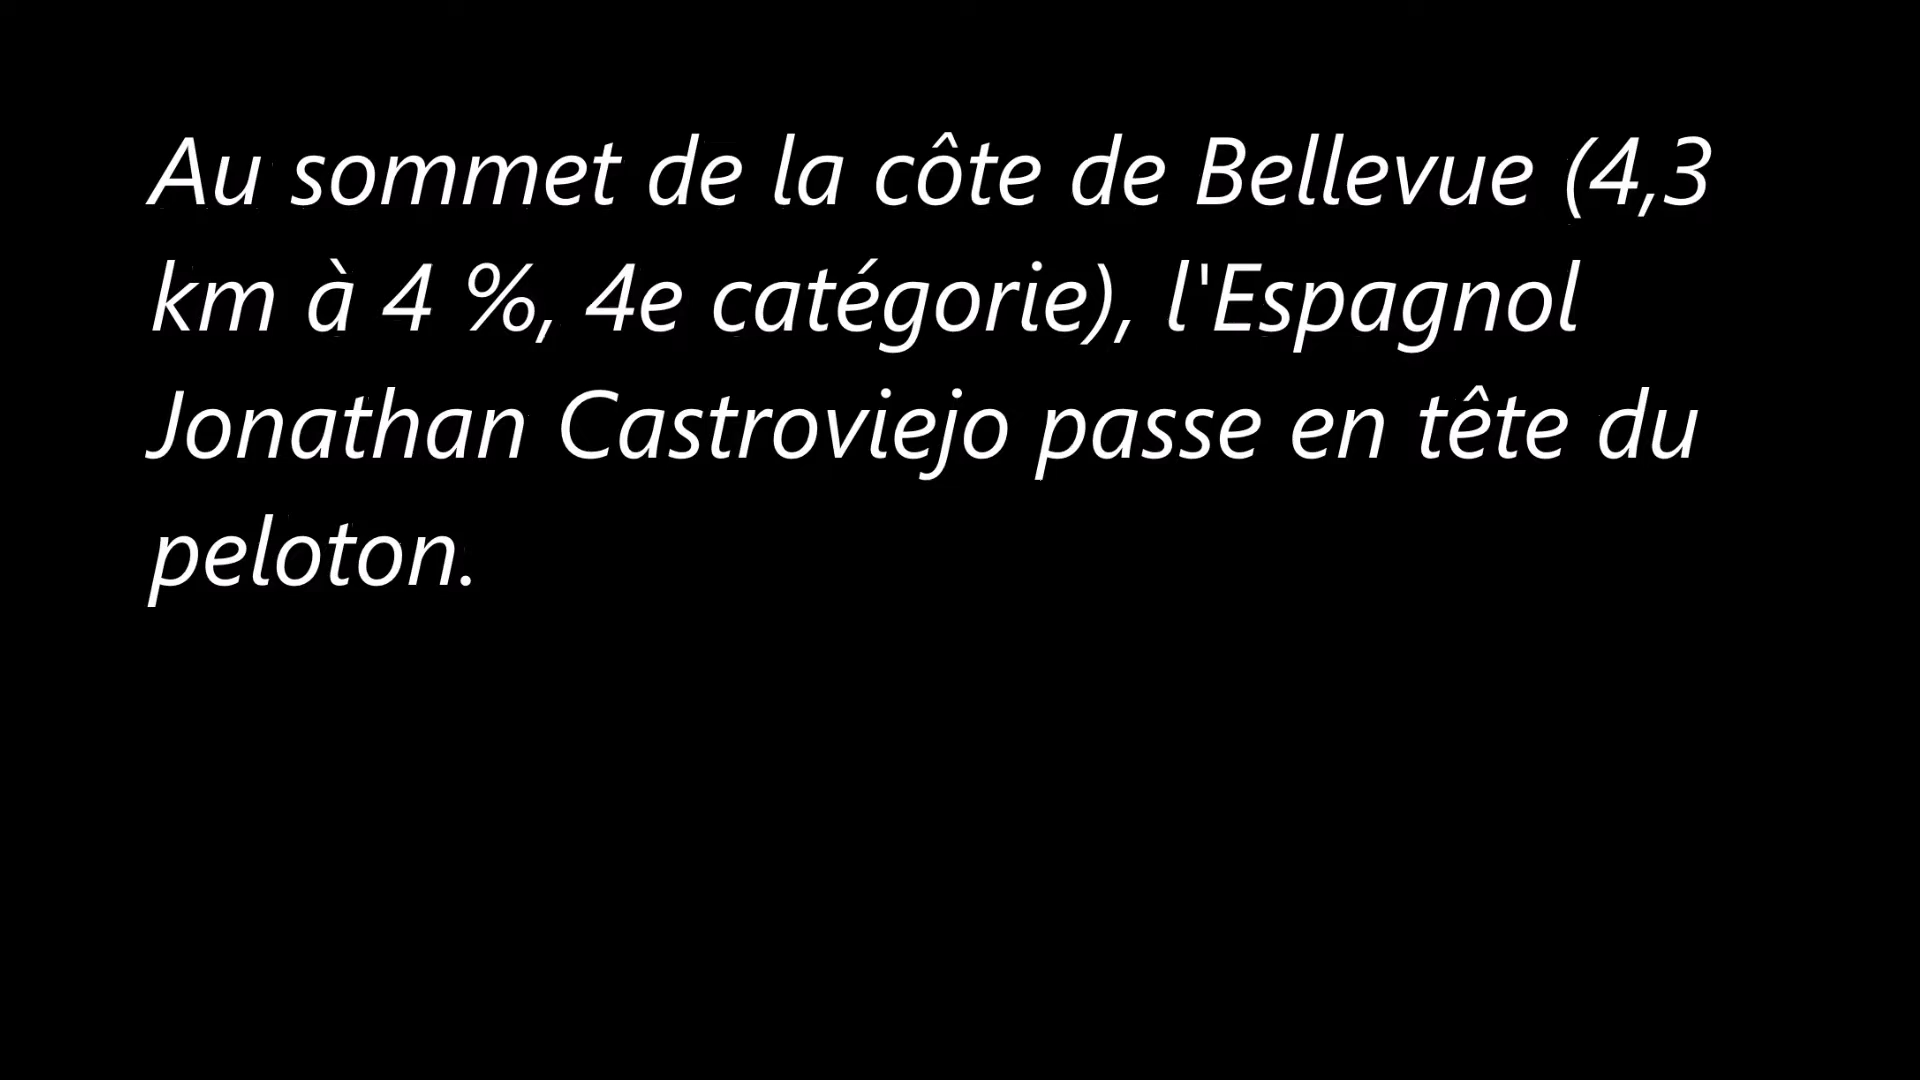 Au sommet de la côte de Bellevue (4,3
km à 4 %, 4e catégorie), l'Espagnol
Jonathan Castroviejo passe en tête du
peloton.